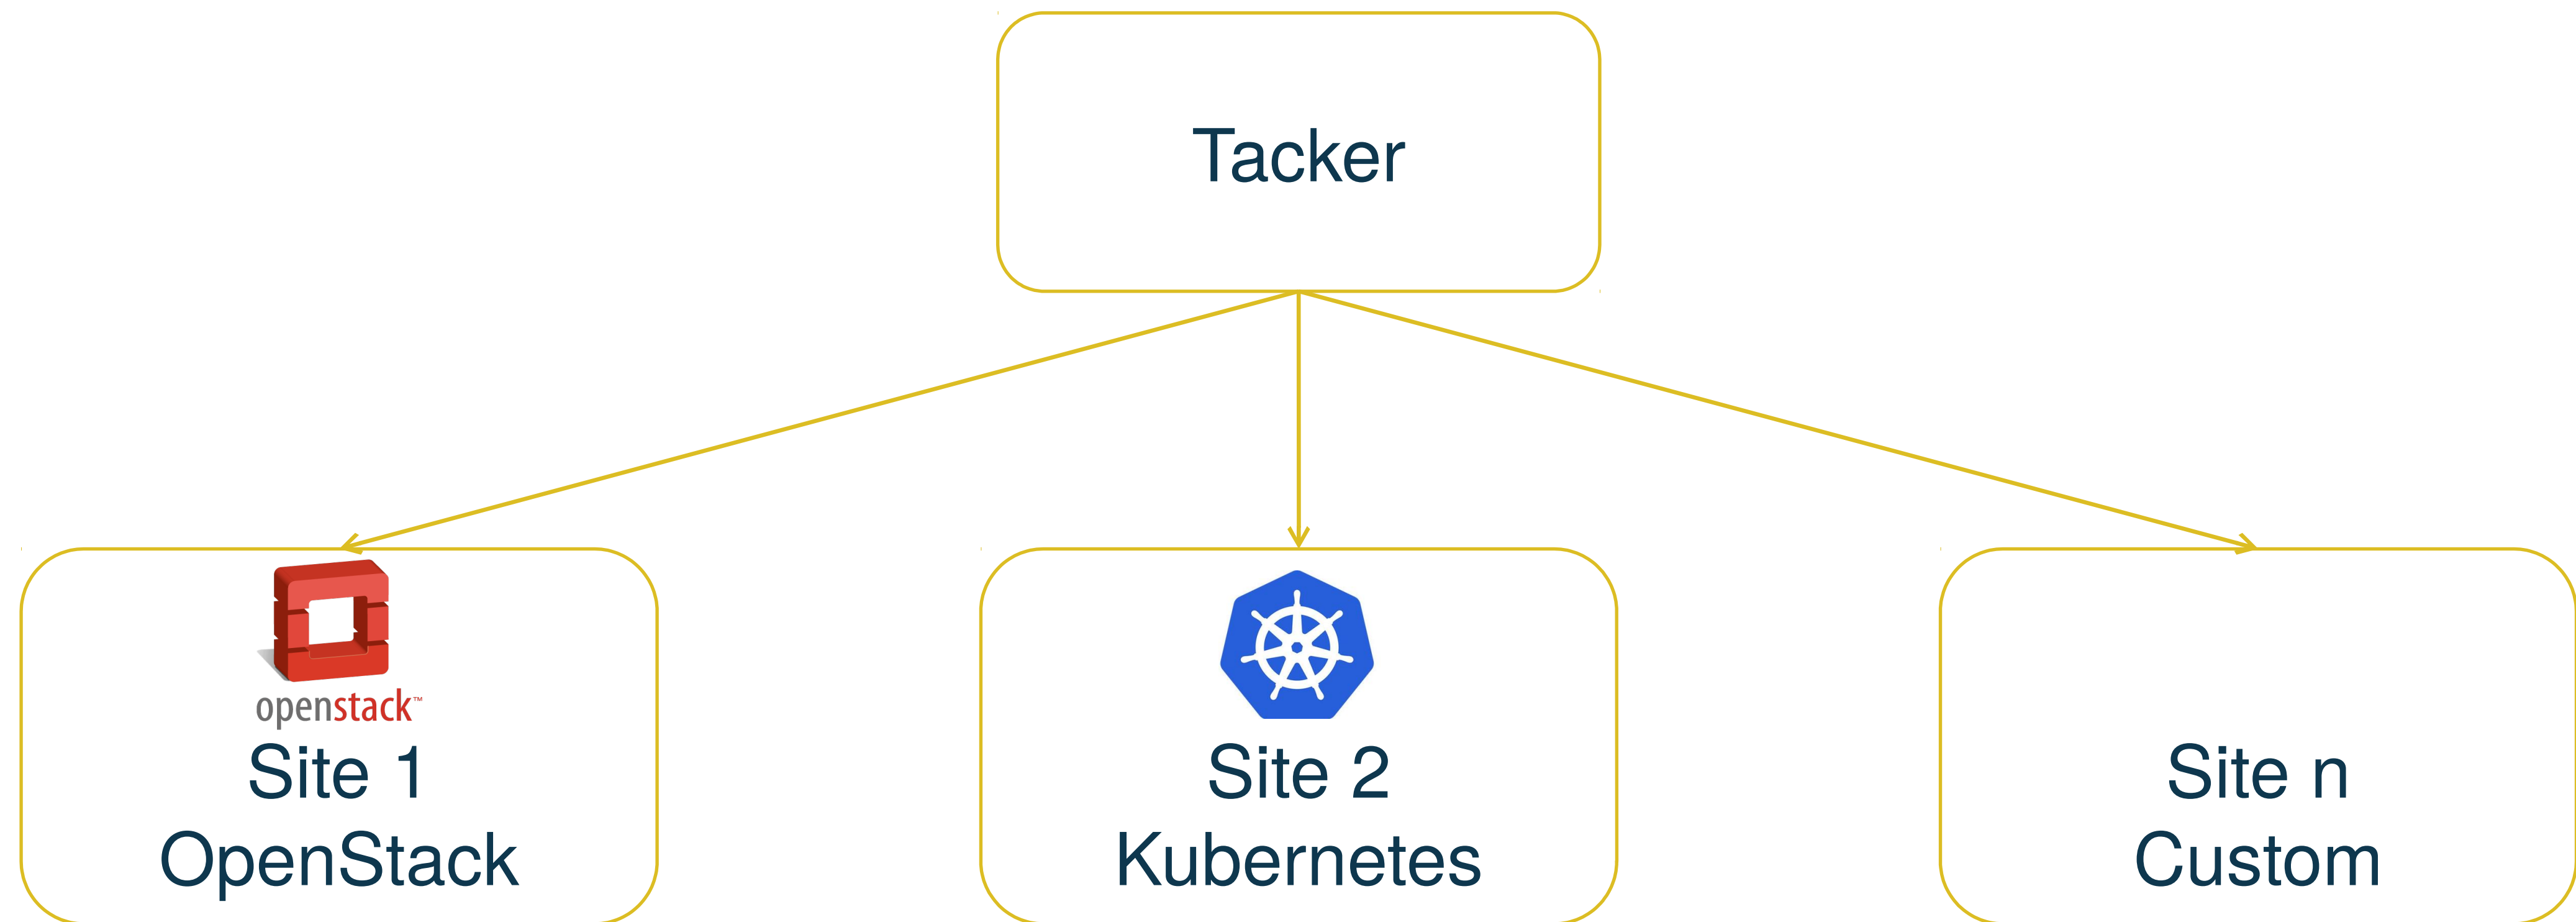 Tacker
openstack™
Site 1
OpenStack
Site 2
Kubernetes
Site n
Custom